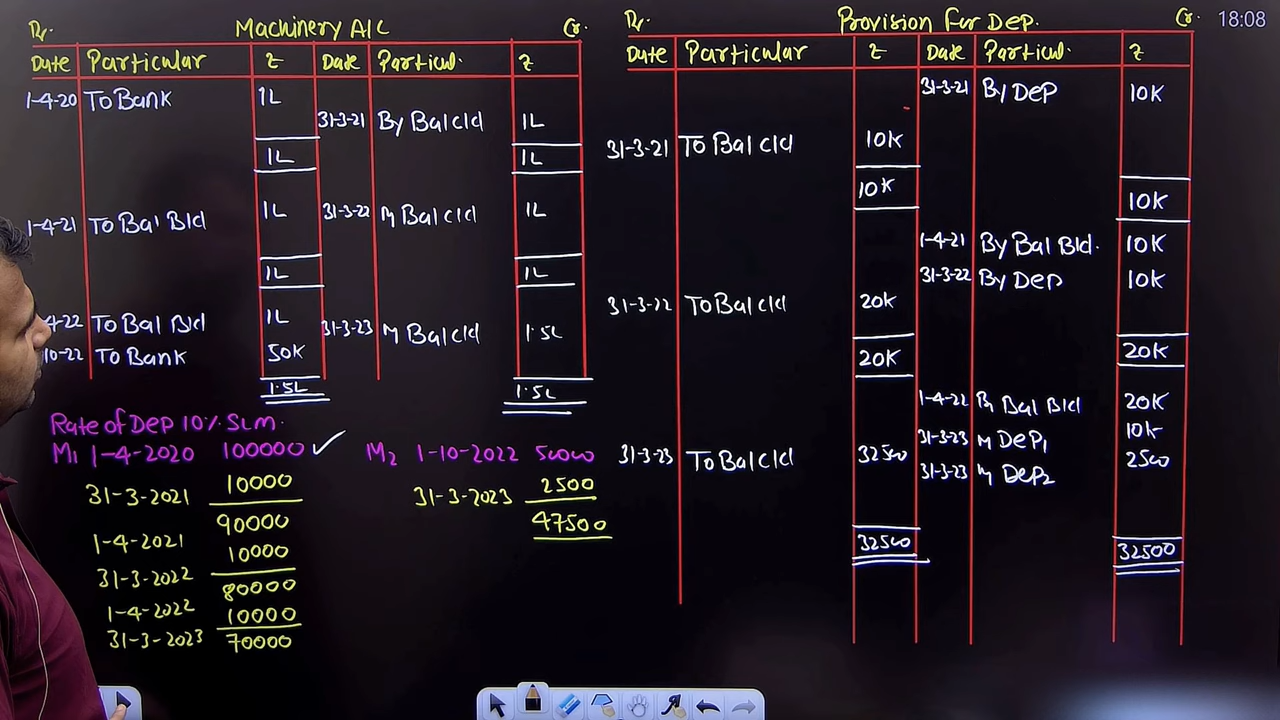 Dr. Machinery A/C Cr.
Date Particular ₹ Date Particul. ₹
1-4-20 To Bank 1L
31-3-21 By Bal c/d 1L
1L 1L
1-4-21 To Bal B/d 1L 31-3-22 " Bal c/d 1L
1L 1L
4-22 To Bal B/d 1L 31-3-23 " Bal c/d 1.5L
10-22 To Bank 50K
1.5L 1.5L
Rate of Dep 10% SLM.
M1 1-4-2020 100000 ✓ M2 1-10-2022 50000
31-3-2021 10000 31-3-2023 2500
90000 47500
1-4-2021
10000
31-3-2022
80000
1-4-2022 10000
31-3-2023 70000
Dr. Provision For Dep. Cr. 18:08
Date Particular ₹ Date Particul. ₹
31-3-21 By Dep 10K
31-3-21 To Bal c/d 10K
10K 10K
1-4-21 By Bal B/d. 10K
31-3-22 By Dep 10K
31-3-22 To Bal c/d 20K
20K 20K
1-4-22 By Bal B/d 20K
31-3-23 " Dep1 10K
31-3-23 To Bal c/d 32500 31-3-23 " Dep2 2500
32500 32500